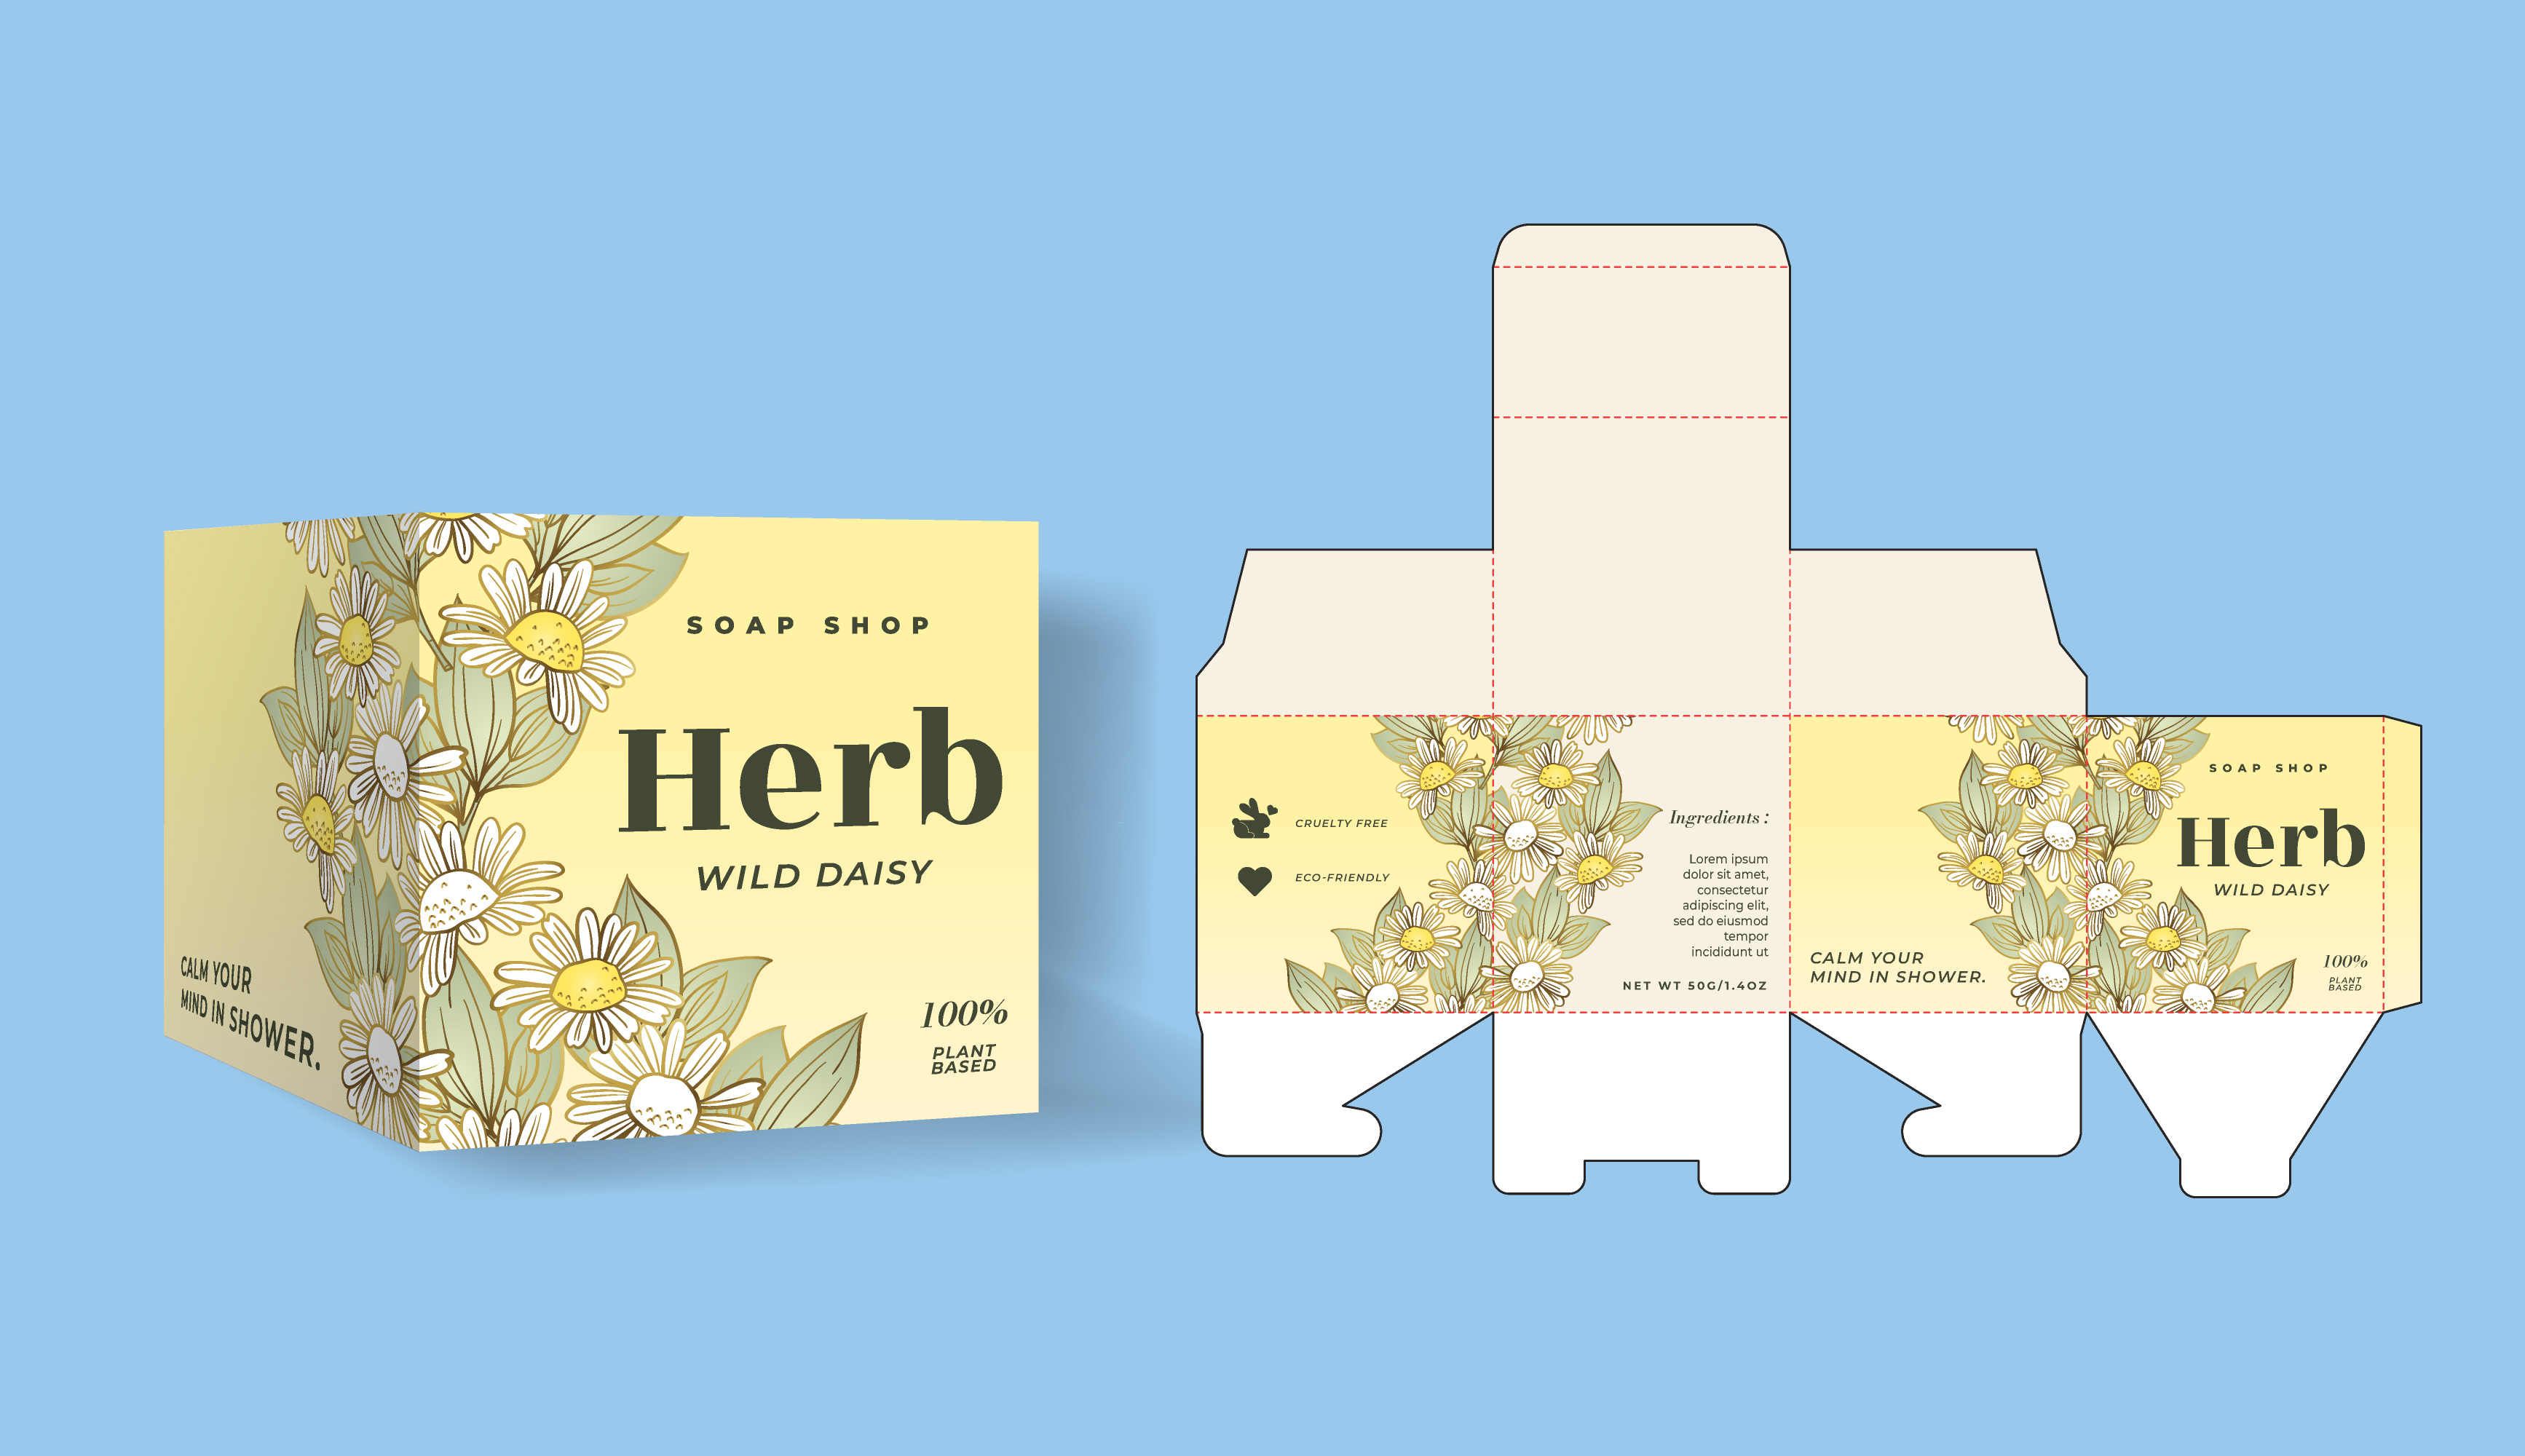 SOAP SHOP
Herb
WILD DAISY
100%
PLANT
BASED
CALM YOUR
MIND IN SHOWER.
CRUELTY FREE
ECO-FRIENDLY
Ingredients :
Lorem ipsum
dolor sit amet,
consectetur
adipiscing elit,
sed do eiusmod
tempor
incididunt ut
NET WT 50G/1.4OZ
CALM YOUR
MIND IN SHOWER.
SOAP SHOP
Herb
WILD DAISY
100%
PLANT
BASED